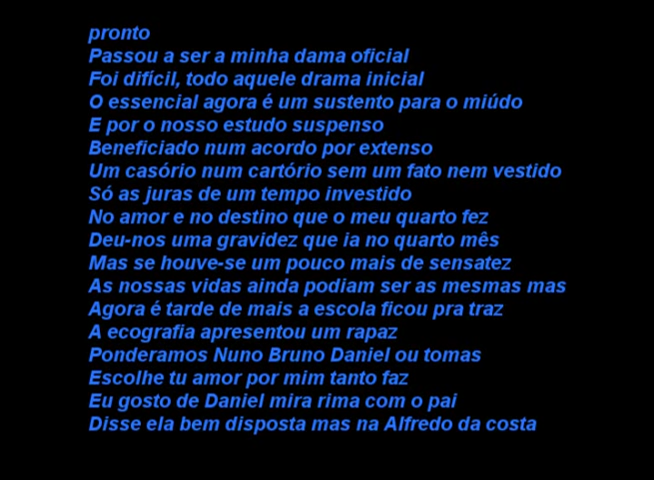 pronto
Passou a ser a minha dama oficial
Foi difícil, todo aquele drama inicial
O essencial agora é um sustento para o miúdo
E por o nosso estudo suspenso
Beneficiado num acordo por extenso
Um casório num cartório sem um fato nem vestido
Só as juras de um tempo investido
No amor e no destino que o meu quarto fez
Deu-nos uma gravidez que ia no quarto mês
Mas se houve-se um pouco mais de sensatez
As nossas vidas ainda podiam ser as mesmas mas
Agora é tarde de mais a escola ficou pra traz
A ecografia apresentou um rapaz
Ponderamos Nuno Bruno Daniel ou tomas
Escolhe tu amor por mim tanto faz
Eu gosto de Daniel mira rima com o pai
Disse ela bem disposta mas na Alfredo da costa